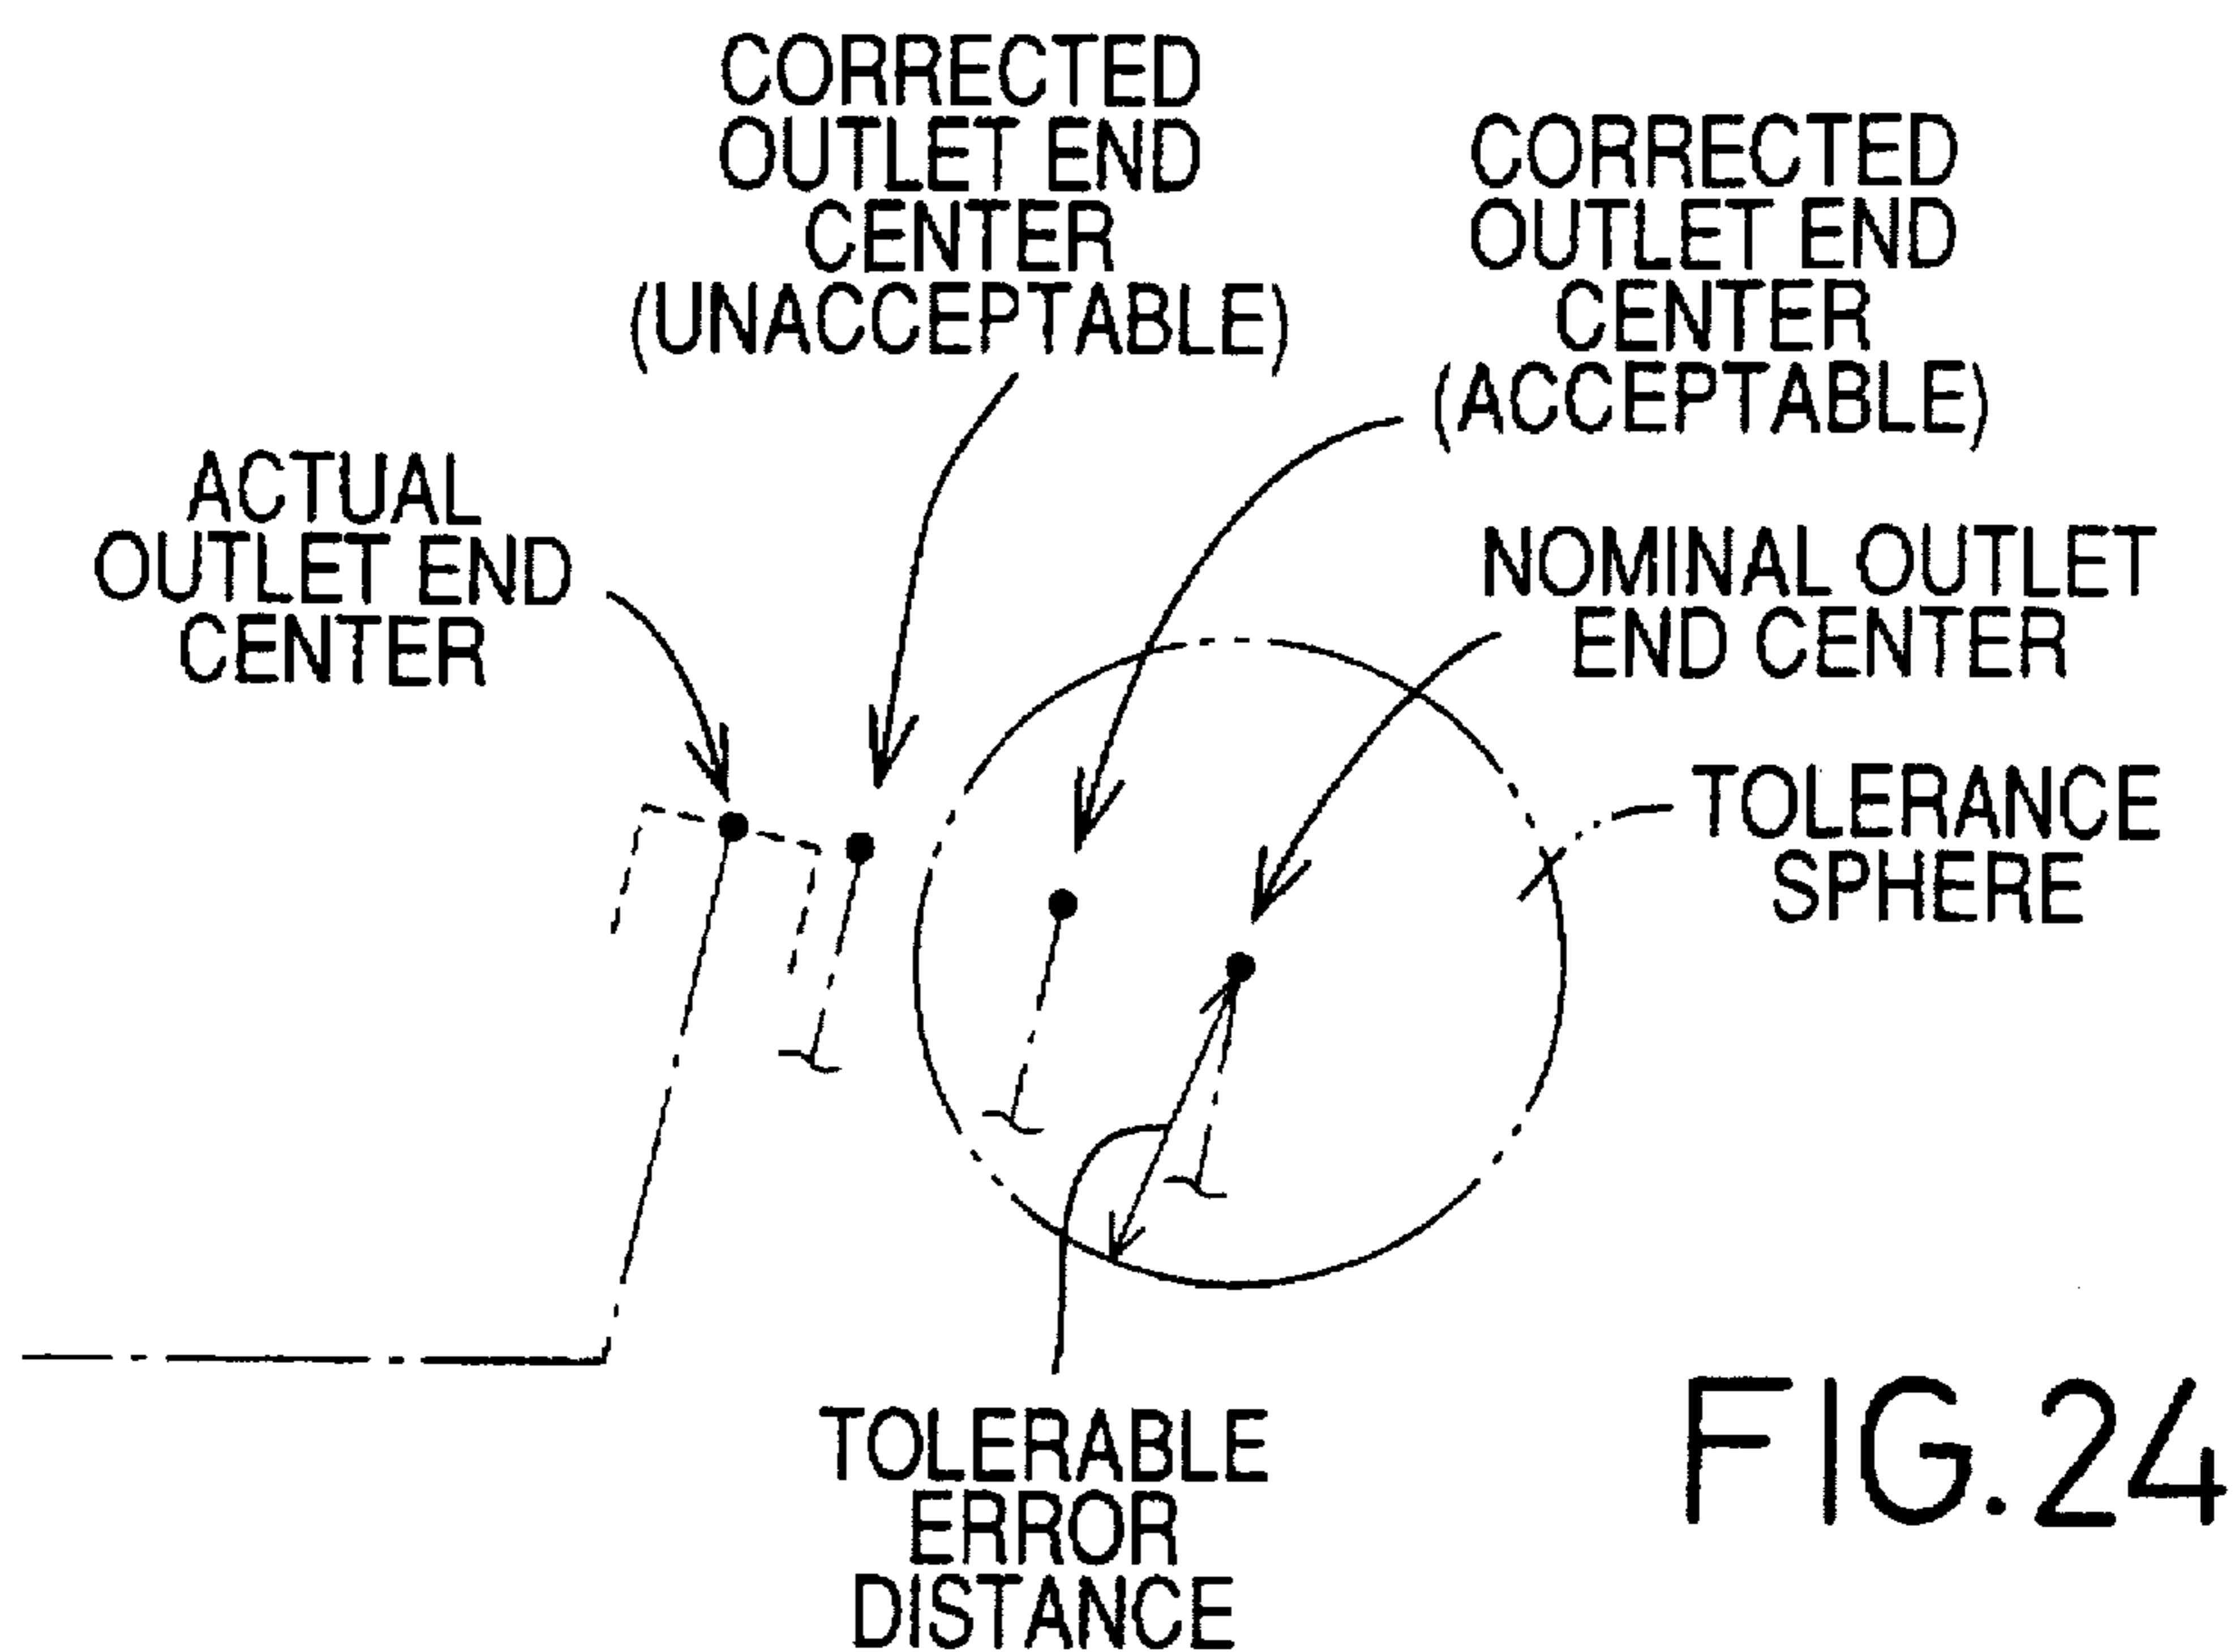 CORRECTED
OUTLET END
CENTER
(UNACCEPTABLE)
CORRECTED
OUTLET END
CENTER
(ACCEPTABLE)
ACTUAL
OUTLET END
CENTER
NOMINAL OUTLET
END CENTER
TOLERANCE
SPHERE
TOLERABLE
ERROR
DISTANCE
FIG.24